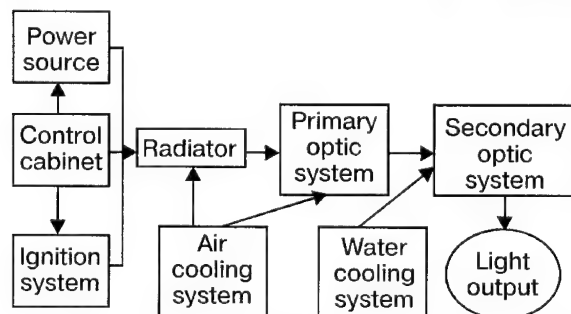 Power
source
Control
cabinet
Ignition
system
Radiator
Primary
optic
system
Secondary
optic
system
Air
cooling
system
Water
cooling
system
Light
output